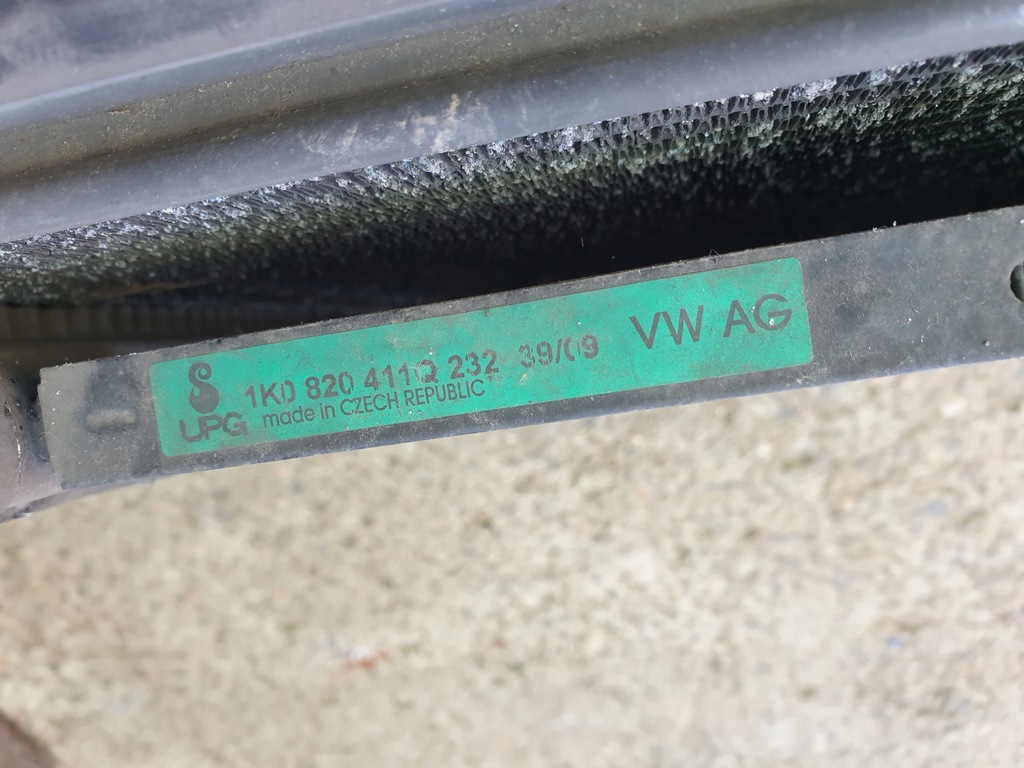 1K0 820 411Q 232 39/09 VW AG
UPG made in CZECH REPUBLIC